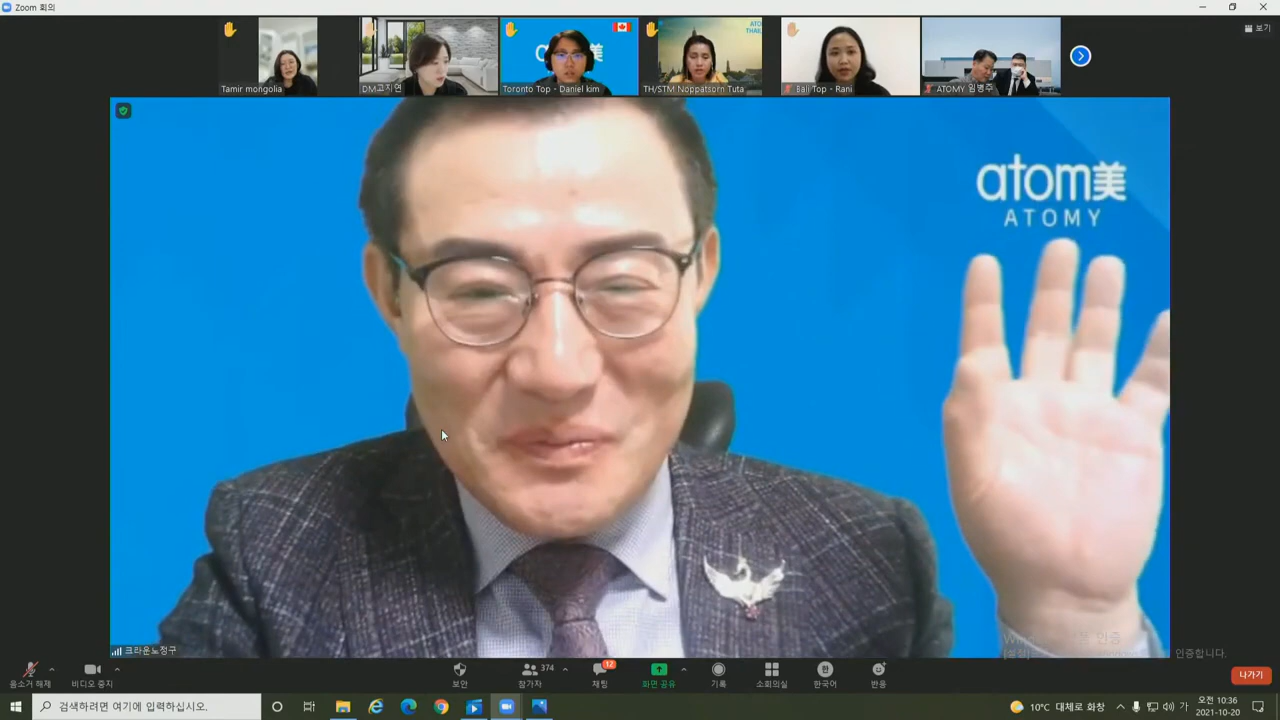 Zoom 회의
보기
Tamir mongolia
DM고지연
Toronto Top - Daniel kim
TH/STM Noppatsorn Tuta
Bali Top - Rani
ATOMY 임병주
atom美
ATOMY
크라운노정구
인증합니다.
음소거 해제
비디오 중지
보안
374
참가자
12
채팅
화면 공유
기록
소회의실
한
한국어
반응
나가기
검색하려면 여기에 입력하십시오.
10°C 대체로 화창
가
오전 10:36
2021-10-20